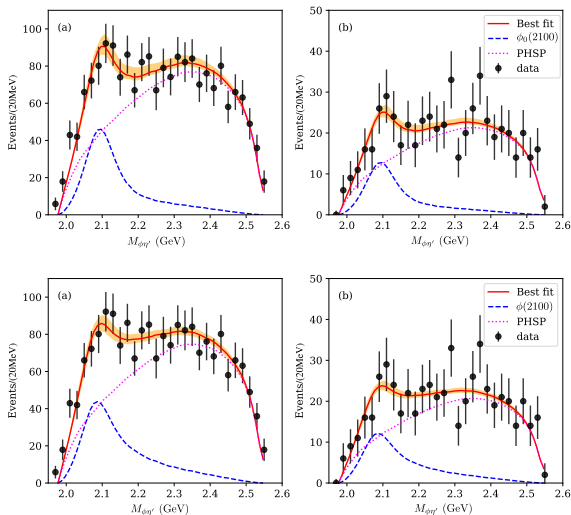 (a)
100
80
60
40
20
0
Events/(20MeV)
2.0 2.1 2.2 2.3 2.4 2.5 2.6
M_{ϕη′} (GeV)
(b)
50
40
30
20
10
0
Events/(20MeV)
2.0 2.1 2.2 2.3 2.4 2.5 2.6
M_{ϕη′} (GeV)
Best fit
ϕ₀(2100)
PHSP
data
(a)
100
80
60
40
20
0
Events/(20MeV)
2.0 2.1 2.2 2.3 2.4 2.5 2.6
M_{ϕη′} (GeV)
(b)
50
40
30
20
10
0
Events/(20MeV)
2.0 2.1 2.2 2.3 2.4 2.5 2.6
M_{ϕη′} (GeV)
Best fit
ϕ(2100)
PHSP
data